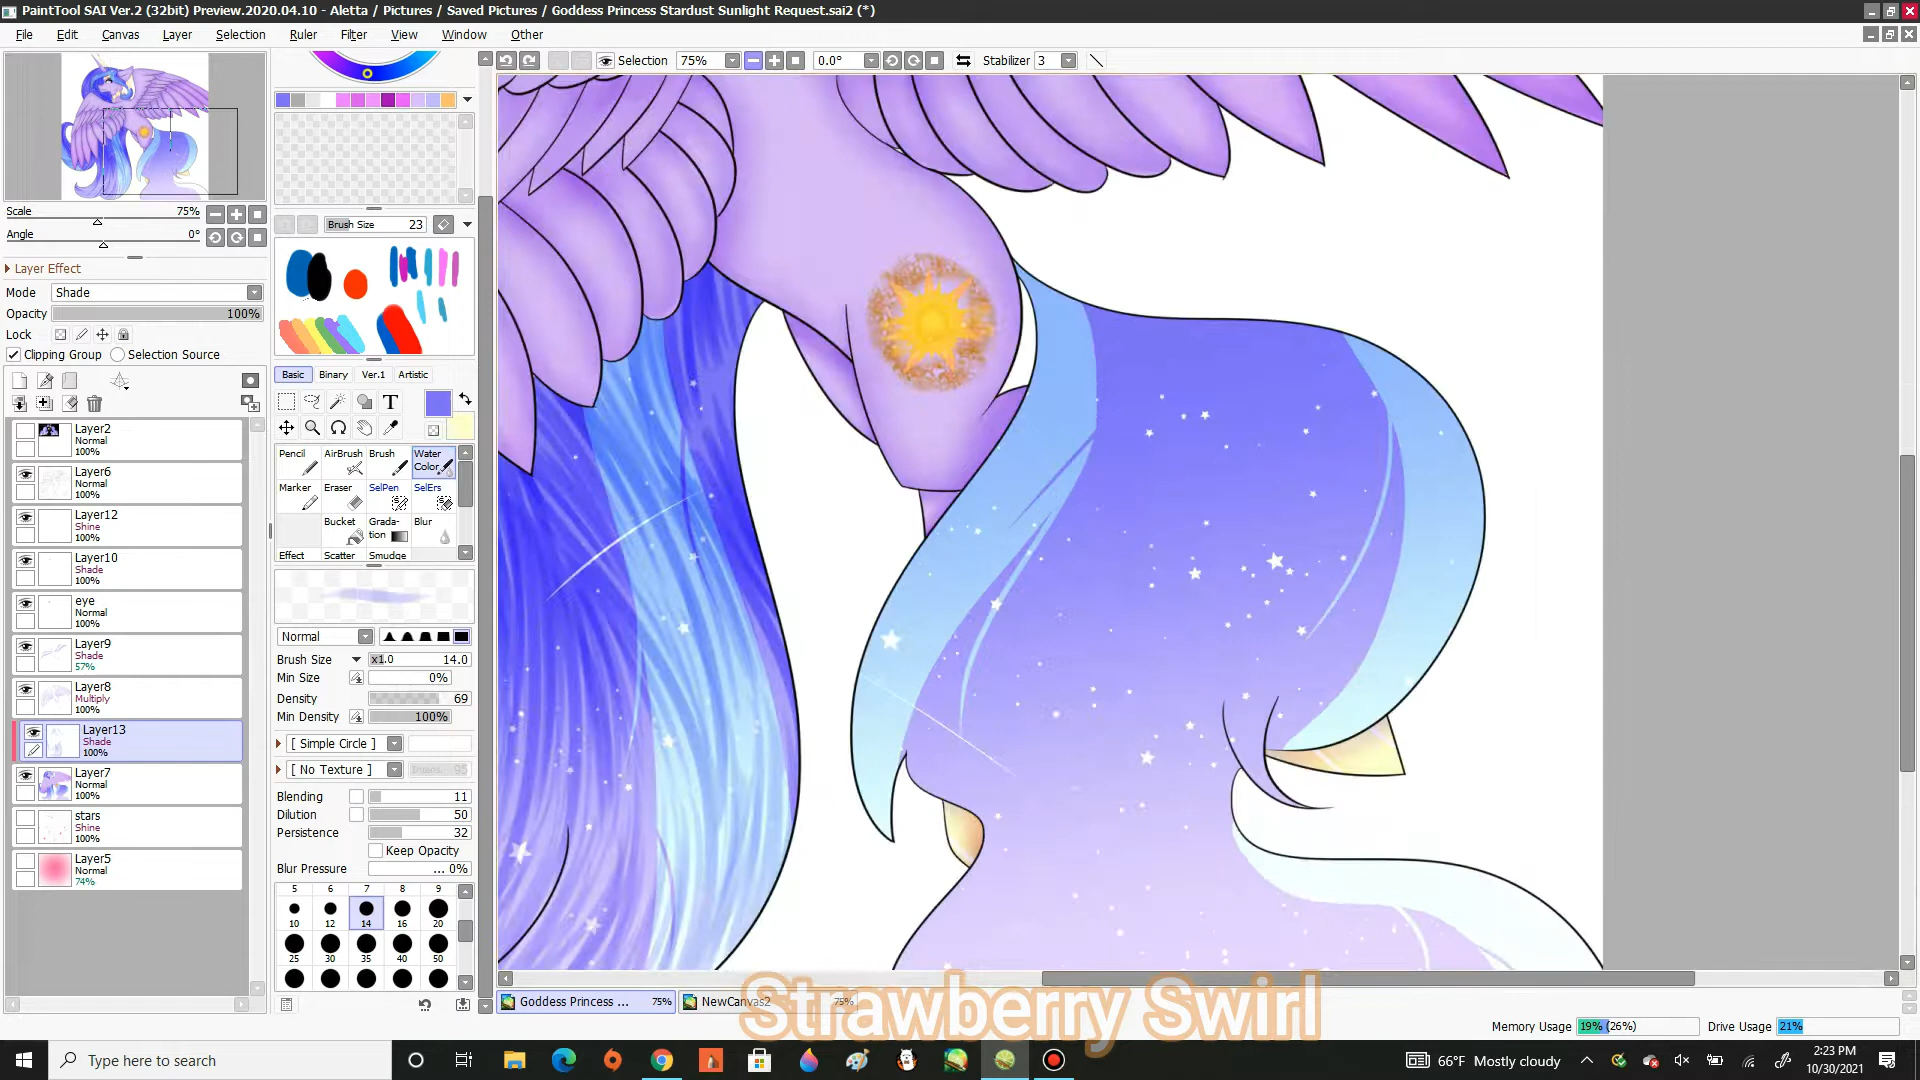 PaintTool SAI Ver.2 (32bit) Preview.2020.04.10 - Aletta / Pictures / Saved Pictures / Goddess Princess Stardust Sunlight Request.sai2 (*)
File Edit Canvas Layer Selection Ruler Filter View Window Other
Selection 75% 0.0° Stabilizer 3
Scale 75%
Angle 0°
Layer Effect
Mode Shade
Opacity 100%
Lock
Clipping Group Selection Source
Layer2
Normal
100%
Layer6
Normal
100%
Layer12
Shine
100%
Layer10
Shade
100%
eye
Normal
100%
Layer9
Shade
57%
Layer8
Multiply
100%
Layer13
Shade
100%
Layer7
Normal
100%
stars
Shine
100%
Layer5
Normal
74%
Brush Size 23
Basic Binary Ver.1 Artistic
T
Pencil AirBrush Brush Water Color
Marker Eraser SelPen SelErs
Bucket Grada-tion Blur
Effect Scatter Smudge
Normal
Brush Size x1.0 14.0
Min Size 0%
Density 69
Min Density 100%
[ Simple Circle ]
[ No Texture ] 95
Blending 11
Dilution 50
Persistence 32
Keep Opacity
Blur Pressure ... 0%
5 6 7 8 9
10 12 14 16 20
25 30 35 40 50
Goddess Princess ... 75% NewCanvas2 75%
Strawberry Swirl
Memory Usage 19% (26%) Drive Usage 21%
Type here to search
66°F Mostly cloudy
2:23 PM
10/30/2021